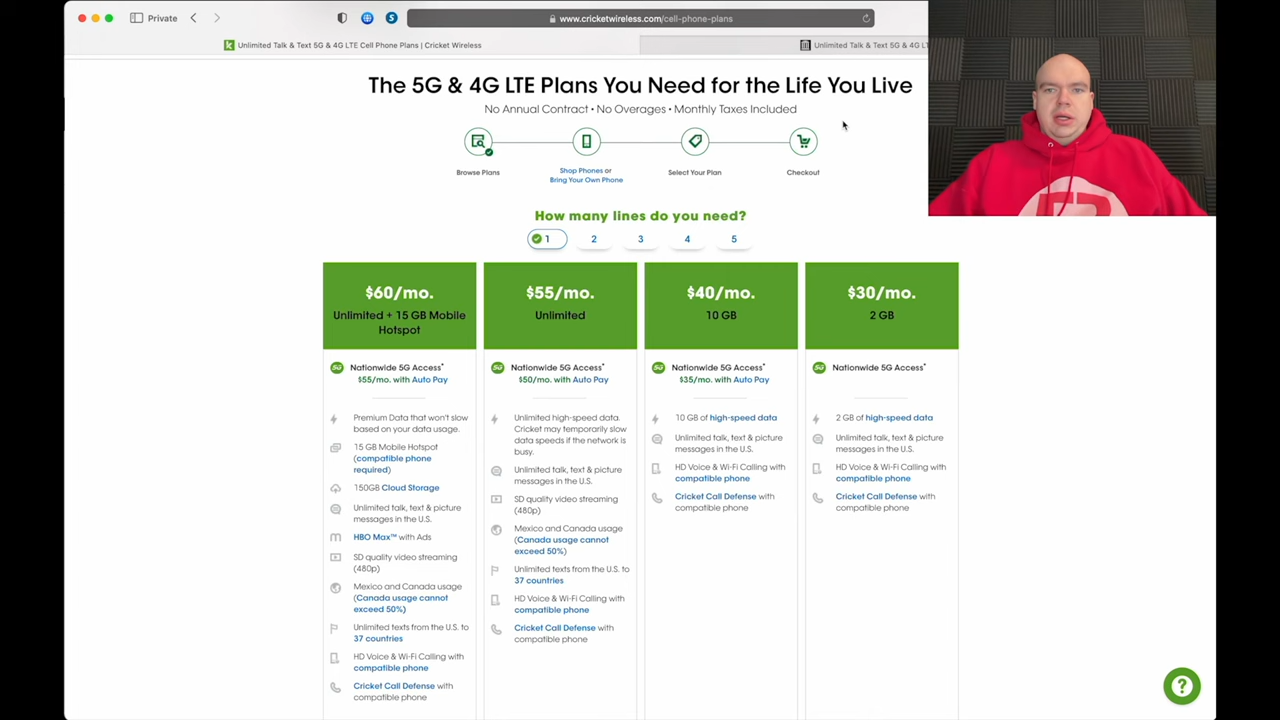 Private
www.cricketwireless.com/cell-phone-plans
Unlimited Talk & Text 5G & 4G LTE Cell Phone Plans | Cricket Wireless
Unlimited Talk & Text 5G & 4G LT
The 5G & 4G LTE Plans You Need for the Life You Live
No Annual Contract • No Overages • Monthly Taxes Included
Browse Plans
Shop Phones or
Bring Your Own Phone
Select Your Plan
Checkout
How many lines do you need?
1 2 3 4 5
$60/mo.
Unlimited + 15 GB Mobile
Hotspot
Nationwide 5G Access*
$55/mo. with Auto Pay
Premium Data that won't slow
based on your data usage.
15 GB Mobile Hotspot
(compatible phone
required)
150GB Cloud Storage
Unlimited talk, text & picture
messages in the U.S.
HBO Max™ with Ads
SD quality video streaming
(480p)
Mexico and Canada usage
(Canada usage cannot
exceed 50%)
Unlimited texts from the U.S. to
37 countries
HD Voice & Wi-Fi Calling with
compatible phone
Cricket Call Defense with
compatible phone
$55/mo.
Unlimited
Nationwide 5G Access*
$50/mo. with Auto Pay
Unlimited high-speed data.
Cricket may temporarily slow
data speeds if the network is
busy.
Unlimited talk, text & picture
messages in the U.S.
SD quality video streaming
(480p)
Mexico and Canada usage
(Canada usage cannot
exceed 50%)
Unlimited texts from the U.S. to
37 countries
HD Voice & Wi-Fi Calling with
compatible phone
Cricket Call Defense with
compatible phone
$40/mo.
10 GB
Nationwide 5G Access*
$35/mo. with Auto Pay
10 GB of high-speed data
Unlimited talk, text & picture
messages in the U.S.
HD Voice & Wi-Fi Calling with
compatible phone
Cricket Call Defense with
compatible phone
$30/mo.
2 GB
Nationwide 5G Access*
2 GB of high-speed data
Unlimited talk, text & picture
messages in the U.S.
HD Voice & Wi-Fi Calling with
compatible phone
Cricket Call Defense with
compatible phone
?